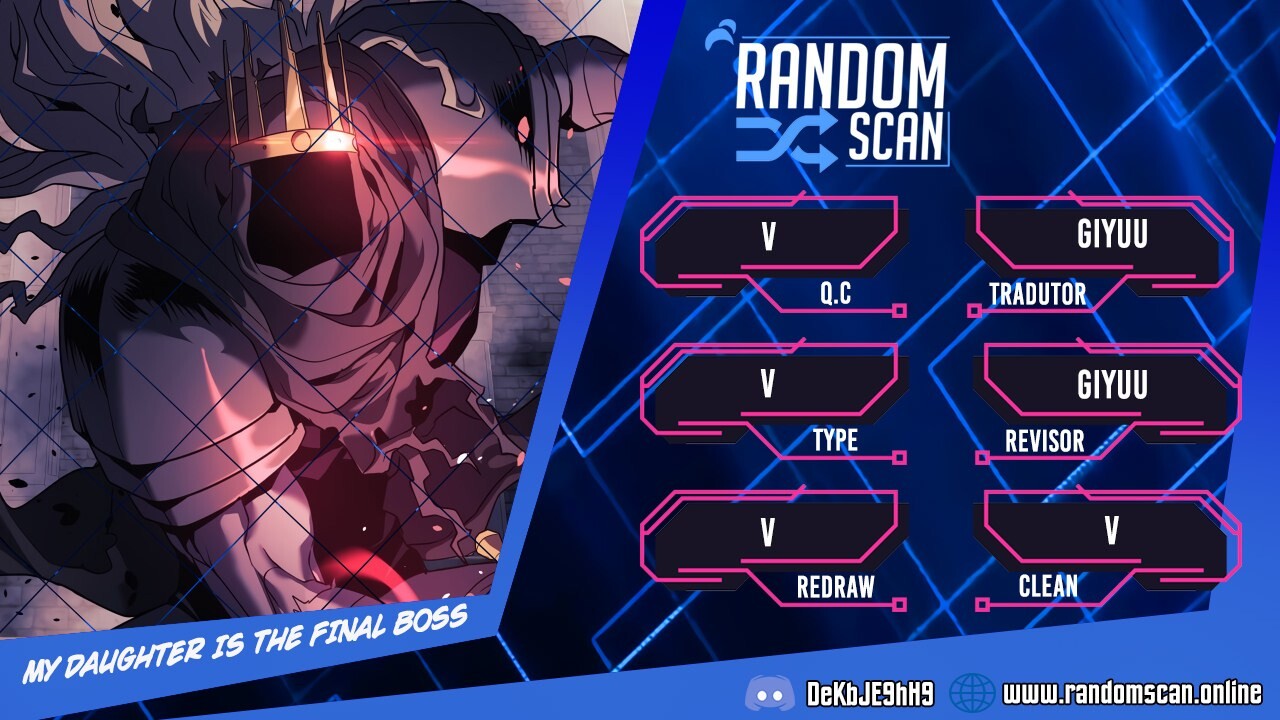 RANDOM
SCAN
V
Q.C
GIYUU
TRADUTOR
V
TYPE
GIYUU
REVISOR
V
REDRAW
V
CLEAN
MY DAUGHTER IS THE FINAL BOSS
DeKbJE9hH9
www.randomscan.online